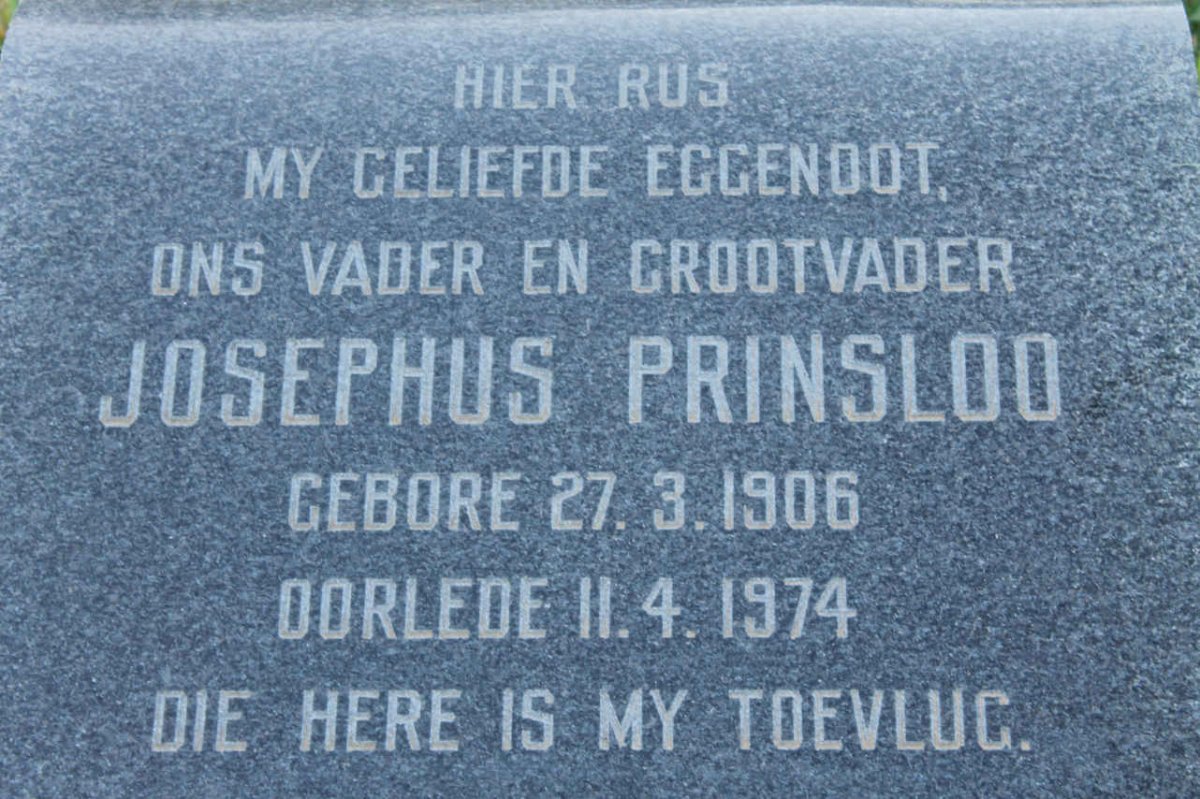 HIER RUS
MY GELIEFDE EGGENOOT,
ONS VADER EN GROOTVADER
JOSEPHUS PRINSLOO
GEBORE 27. 3. 1906
OORLEDE 11. 4. 1974
DIE HERE IS MY TOEVLUG.